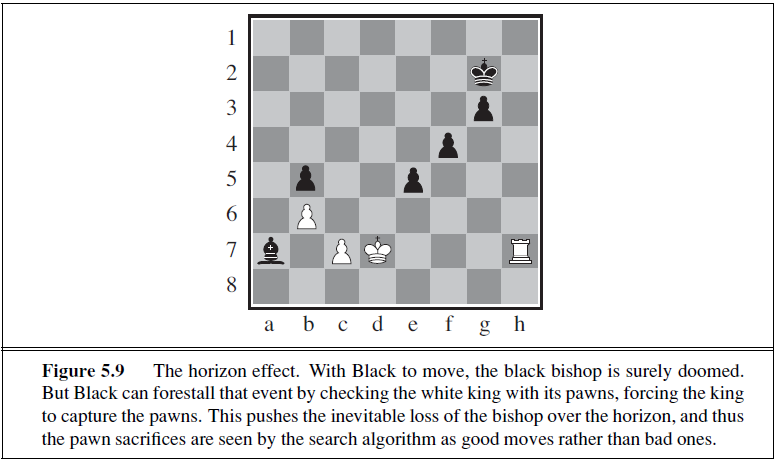 1
2
3
4
5
6
7
8
a b c d e f g h
Figure 5.9 The horizon effect. With Black to move, the black bishop is surely doomed.
But Black can forestall that event by checking the white king with its pawns, forcing the king
to capture the pawns. This pushes the inevitable loss of the bishop over the horizon, and thus
the pawn sacrifices are seen by the search algorithm as good moves rather than bad ones.